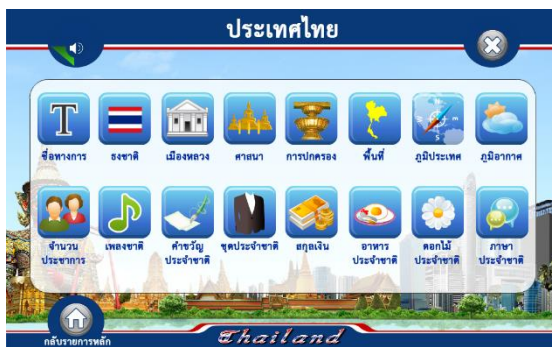 ประเทศไทย
T
ชื่อทางการ
ธงชาติ
เมืองหลวง
ศาสนา
การปกครอง
พื้นที่
ภูมิประเทศ
ภูมิอากาศ
จำนวน
ประชาการ
เพลงชาติ
คำขวัญ
ประจำชาติ
ชุดประจำชาติ
สกุลเงิน
อาหาร
ประจำชาติ
ดอกไม้
ประจำชาติ
ภาษา
ประจำชาติ
กลับรายการหลัก
Thailand